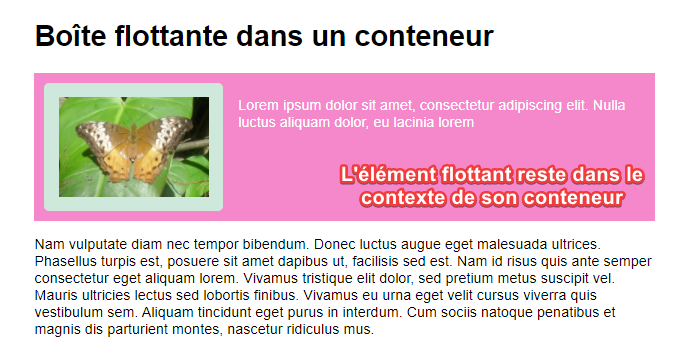 Boîte flottante dans un conteneur
Lorem ipsum dolor sit amet, consectetur adipiscing elit. Nulla
luctus aliquam dolor, eu lacinia lorem
L'élément flottant reste dans le
contexte de son conteneur
Nam vulputate diam nec tempor bibendum. Donec luctus augue eget malesuada ultrices.
Phasellus turpis est, posuere sit amet dapibus ut, facilisis sed est. Nam id risus quis ante semper
consectetur eget aliquam lorem. Vivamus tristique elit dolor, sed pretium metus suscipit vel.
Mauris ultricies lectus sed lobortis finibus. Vivamus eu urna eget velit cursus viverra quis
vestibulum sem. Aliquam tincidunt eget purus in interdum. Cum sociis natoque penatibus et
magnis dis parturient montes, nascetur ridiculus mus.